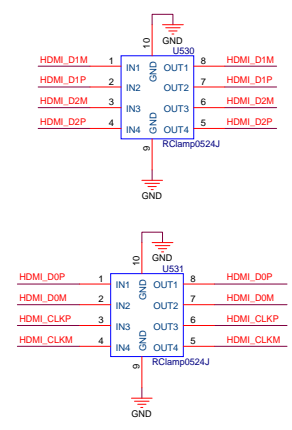 GND
10
U530
HDMI_D1M 1 IN1 GND OUT1 8 HDMI_D1M
HDMI_D1P 2 IN2 OUT2 7 HDMI_D1P
HDMI_D2M 3 IN3 GND OUT3 6 HDMI_D2M
HDMI_D2P 4 IN4 OUT4 5 HDMI_D2P
9
RClamp0524J
GND
GND
10
U531
HDMI_D0P 1 IN1 GND OUT1 8 HDMI_D0P
HDMI_D0M 2 IN2 OUT2 7 HDMI_D0M
HDMI_CLKP 3 IN3 GND OUT3 6 HDMI_CLKP
HDMI_CLKM 4 IN4 OUT4 5 HDMI_CLKM
9
RClamp0524J
GND